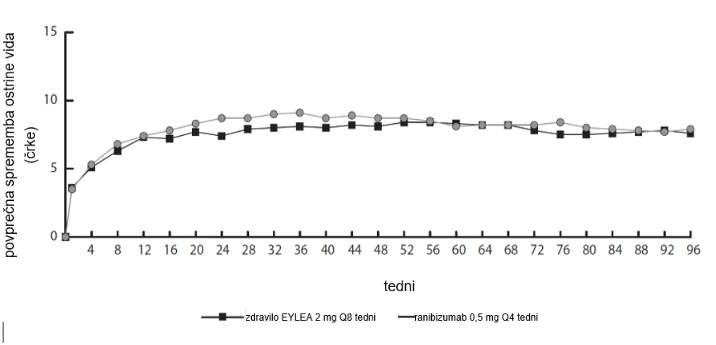 povprečna sprememba ostrine vida
(črke)
15
10
5
0
4 8 12 16 20 24 28 32 36 40 44 48 52 56 60 64 68 72 76 80 84 88 92 96
tedni
zdravilo EYLEA 2 mg Q8 tedni ranibizumab 0,5 mg Q4 tedni